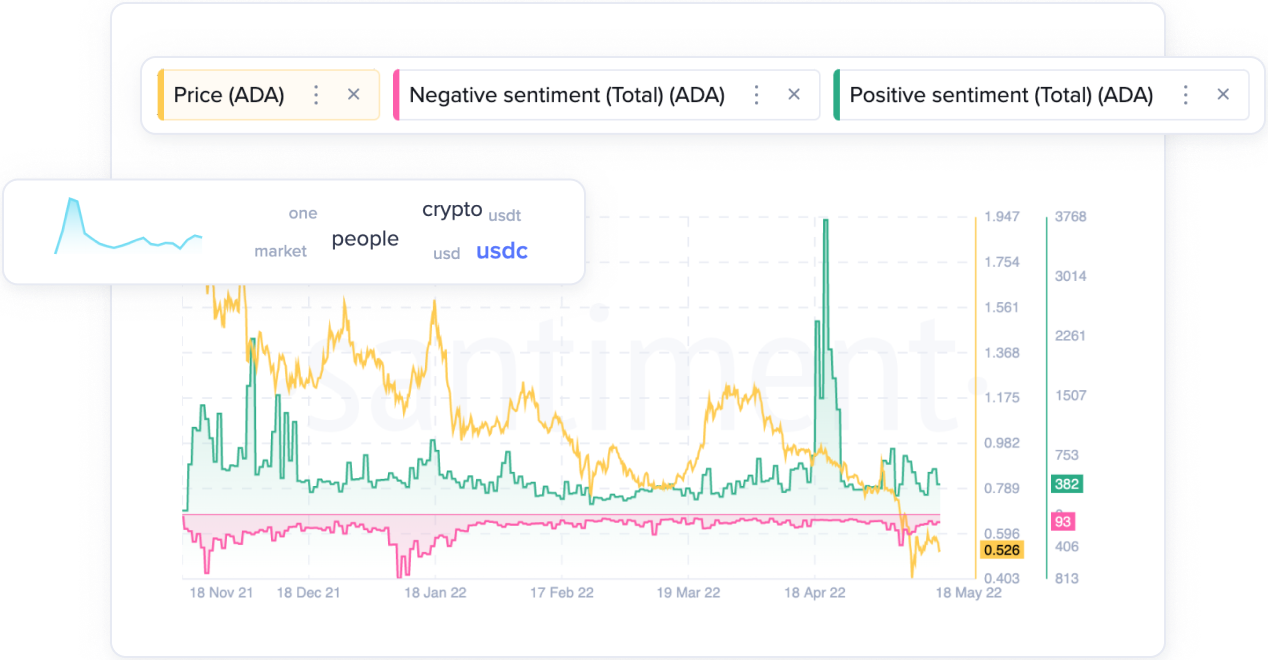 Price (ADA)
Negative sentiment (Total) (ADA)
Positive sentiment (Total) (ADA)
one
crypto
usdt
market
people
usd
usdc
santiment.
1.947
1.754
1.561
1.368
1.175
0.982
0.789
0.596
0.526
0.403
3768
3014
2261
1507
753
382
93
406
813
18 Nov 21
18 Dec 21
18 Jan 22
17 Feb 22
19 Mar 22
18 Apr 22
18 May 22